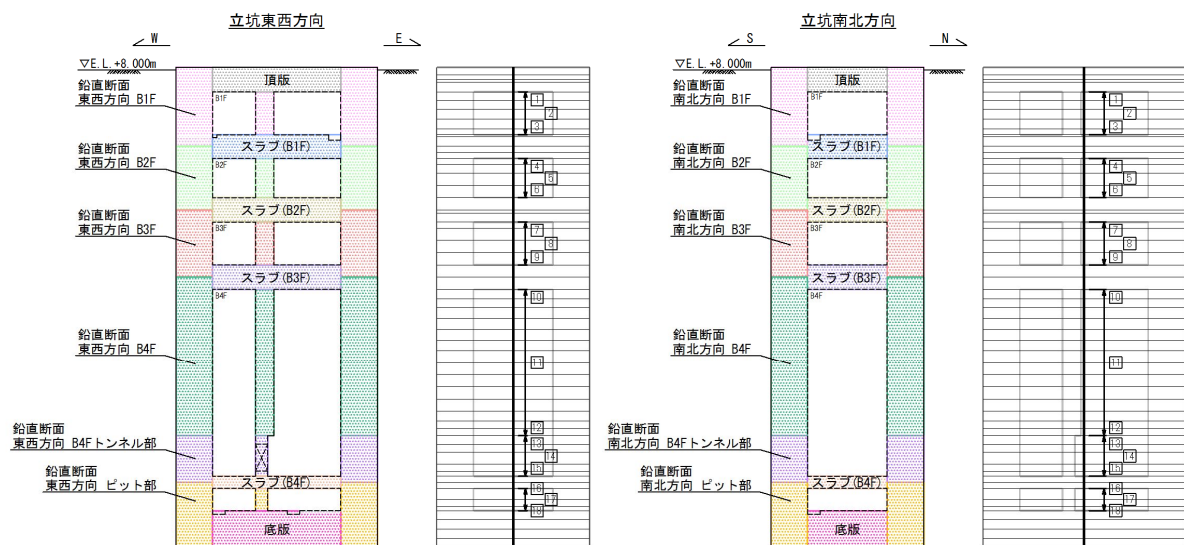 立坑東西方向
W
E
▽E.L.+8.000m
頂版
鉛直断面
東西方向 B1F
B1F
1
2
3
スラブ(B1F)
鉛直断面
東西方向 B2F
B2F
4
5
6
スラブ(B2F)
鉛直断面
東西方向 B3F
B3F
7
8
9
スラブ(B3F)
B4F
10
鉛直断面
東西方向 B4F
11
12
鉛直断面
東西方向 B4Fトンネル部
13
14
15
鉛直断面
東西方向 ピット部
スラブ(B4F)
16
17
18
底版
立坑南北方向
S
N
▽E.L.+8.000m
頂版
鉛直断面
南北方向 B1F
B1F
1
2
3
スラブ(B1F)
鉛直断面
南北方向 B2F
B2F
4
5
6
スラブ(B2F)
鉛直断面
南北方向 B3F
B3F
7
8
9
スラブ(B3F)
B4F
10
鉛直断面
南北方向 B4F
11
12
鉛直断面
南北方向 B4Fトンネル部
13
14
15
鉛直断面
南北方向 ピット部
スラブ(B4F)
16
17
18
底版